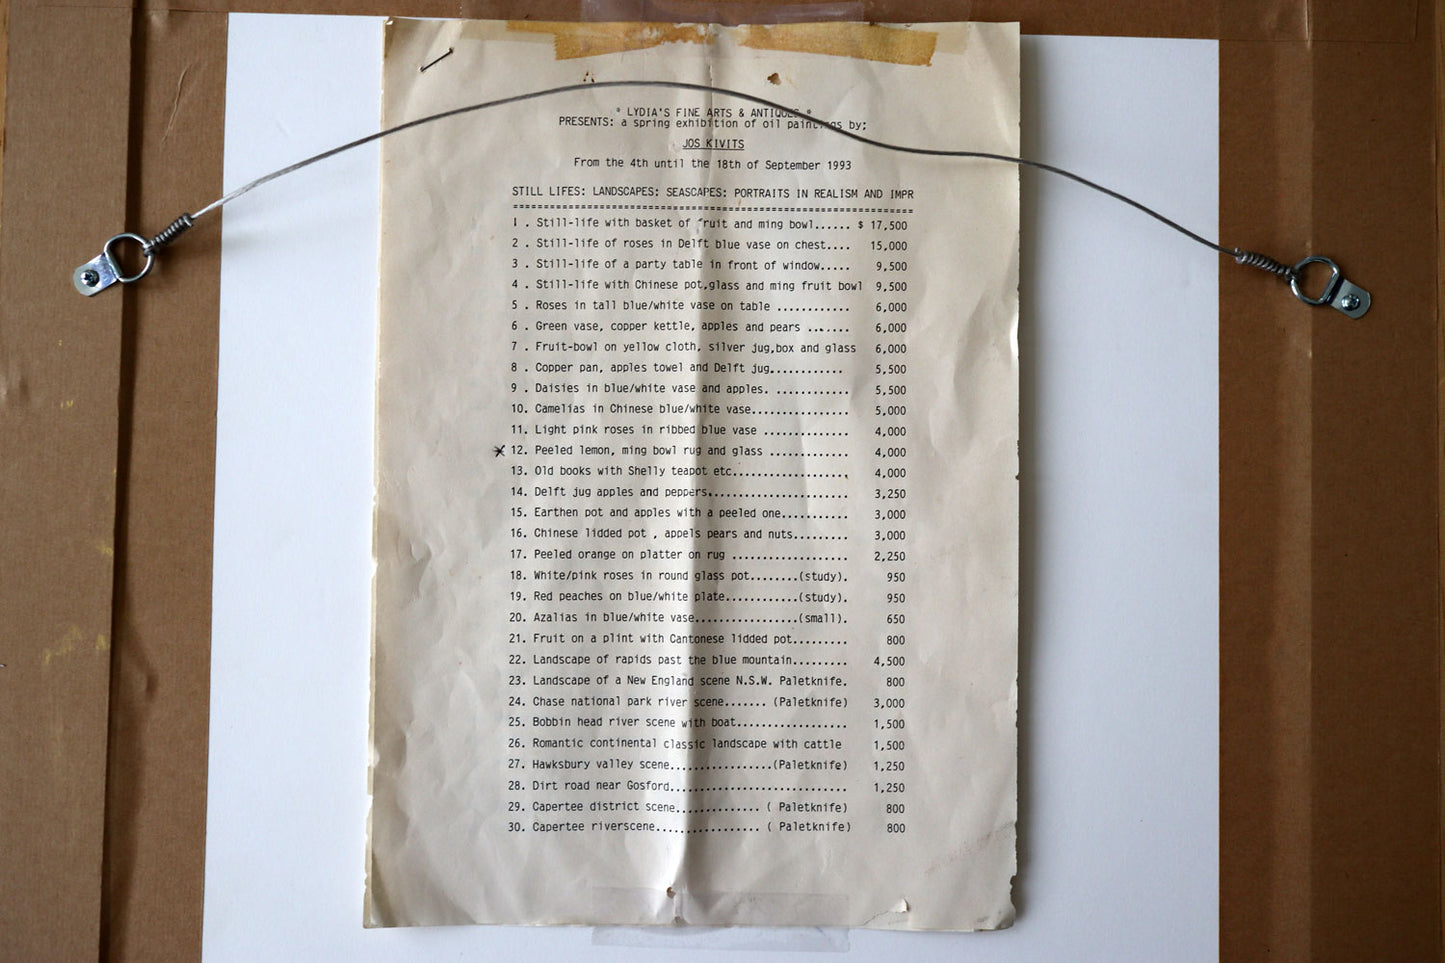 * LYDIA'S FINE ARTS & ANTIQUES *
PRESENTS: a spring exhibition of oil paintings by;
JOS KIVITS
From the 4th until the 18th of September 1993
STILL LIFES: LANDSCAPES: SEASCAPES: PORTRAITS IN REALISM AND IMPR
1 . Still-life with basket of fruit and ming bowl...... $ 17,500
2 . Still-life of roses in Delft blue vase on chest.... 15,000
3 . Still-life of a party table in front of window..... 9,500
4 . Still-life with Chinese pot,glass and ming fruit bowl 9,500
5 . Roses in tall blue/white vase on table ............ 6,000
6 . Green vase, copper kettle, apples and pears ....... 6,000
7 . Fruit-bowl on yellow cloth, silver jug,box and glass 6,000
8 . Copper pan, apples towel and Delft jug............ 5,500
9 . Daisies in blue/white vase and apples. ............ 5,500
10. Camelias in Chinese blue/white vase............... 5,000
11. Light pink roses in ribbed blue vase ............. 4,000
* 12. Peeled lemon, ming bowl rug and glass ............. 4,000
13. Old books with Shelly teapot etc.................... 4,000
14. Delft jug apples and peppers........................ 3,250
15. Earthen pot and apples with a peeled one............ 3,000
16. Chinese lidded pot , appels pears and nuts......... 3,000
17. Peeled orange on platter on rug .................... 2,250
18. White/pink roses in round glass pot........(study). 950
19. Red peaches on blue/white plate............(study). 950
20. Azalias in blue/white vase..................(small). 650
21. Fruit on a plint with Cantonese lidded pot......... 800
22. Landscape of rapids past the blue mountain......... 4,500
23. Landscape of a New England scene N.S.W. Paletknife. 800
24. Chase national park river scene....... (Paletknife) 3,000
25. Bobbin head river scene with boat................... 1,500
26. Romantic continental classic landscape with cattle 1,500
27. Hawksbury valley scene..................(Paletknife) 1,250
28. Dirt road near Gosford............................... 1,250
29. Capertee district scene.............. ( Paletknife) 800
30. Capertee riverscene.................. ( Paletknife) 800